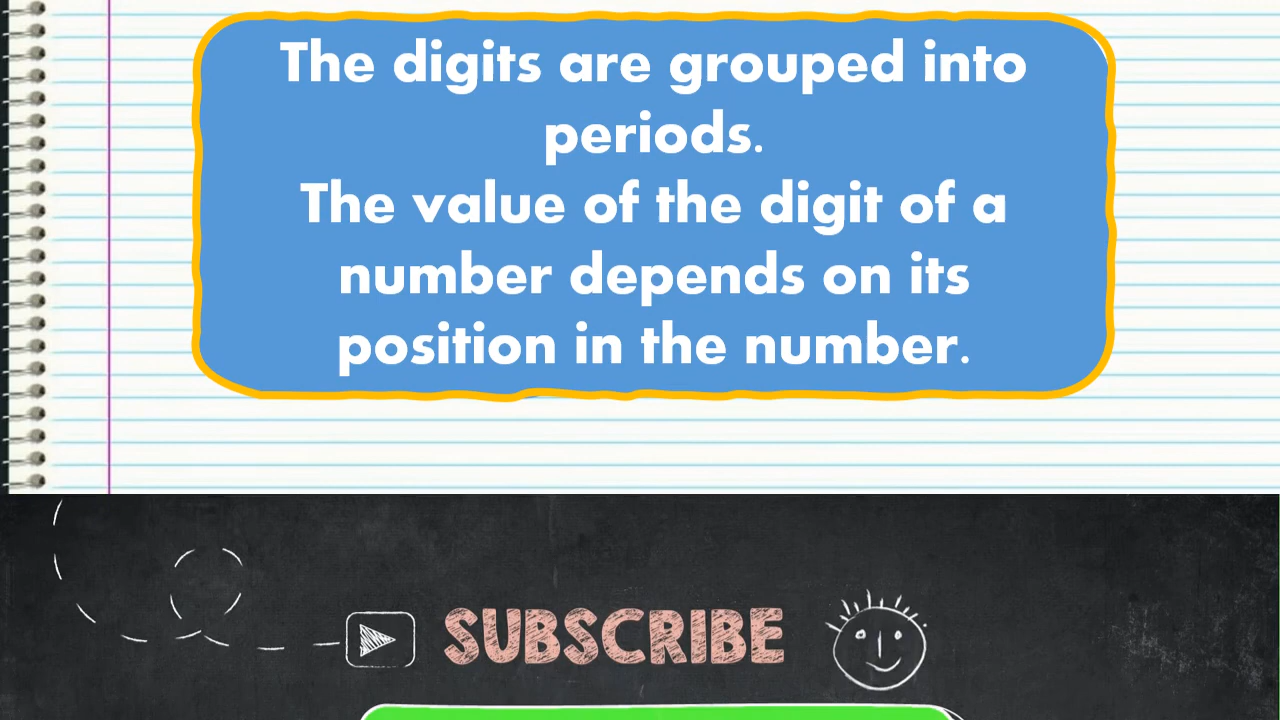 The digits are grouped into
periods.
The value of the digit of a
number depends on its
position in the number.
SUBSCRIBE